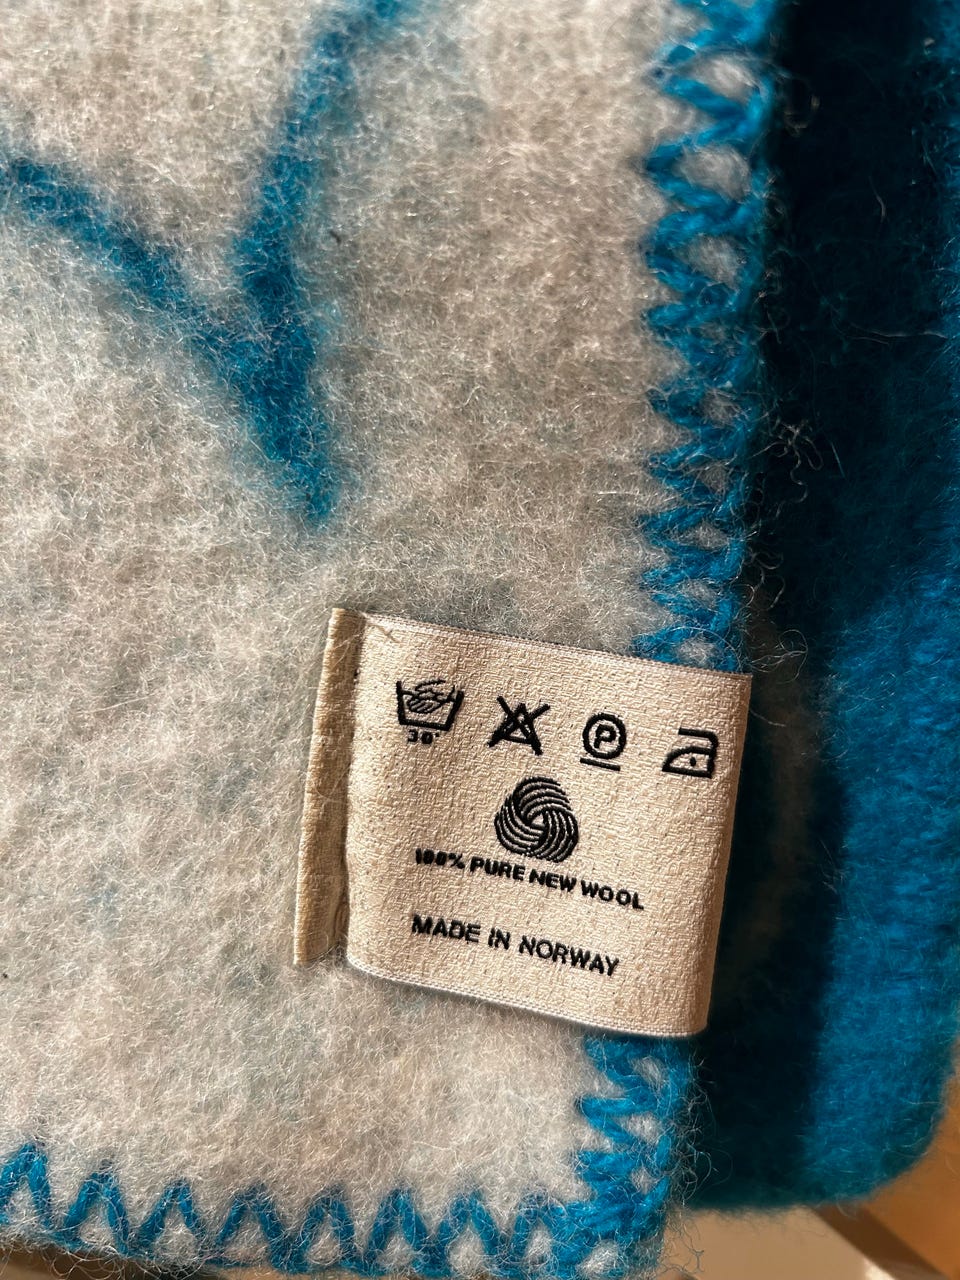 30°
P
100% PURE NEW WOOL
MADE IN NORWAY